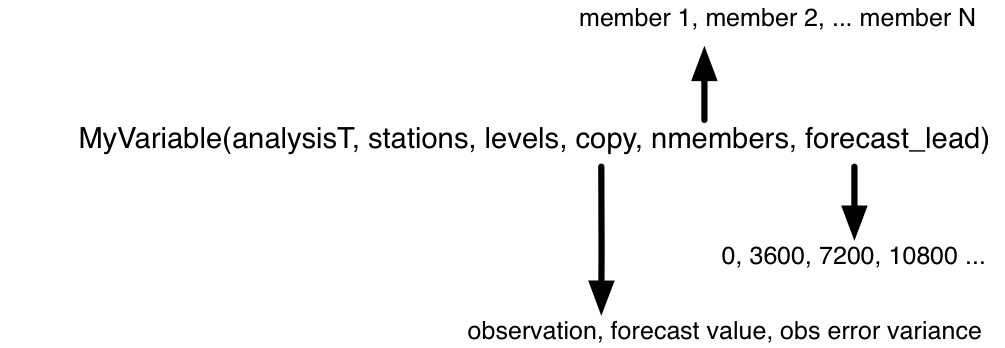 member 1, member 2, ... member N
MyVariable(analysisT, stations, levels, copy, nmembers, forecast_lead)
0, 3600, 7200, 10800 ...
observation, forecast value, obs error variance